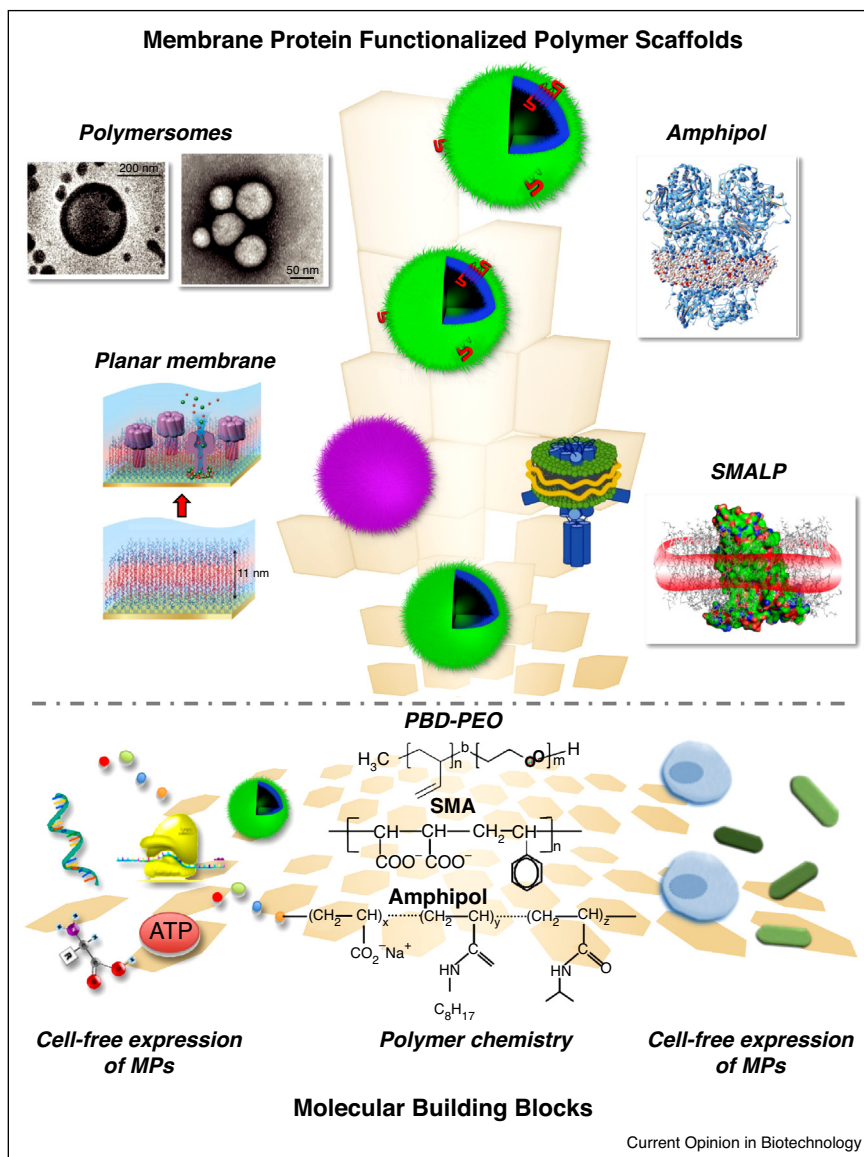 Membrane Protein Functionalized Polymer Scaffolds
Polymersomes
200 nm
50 nm
Amphipol
Planar membrane
11 nm
SMALP
PBD-PEO
H3C
n
b
O
m
H
SMA
CH
CH
CH2
CH
n
COO−
COO−
Amphipol
(CH2
CH)x
(CH2
CH)y
(CH2
CH)z
CO2−Na+
HN
C8H17
HN
O
ATP
R
Cell-free expression
of MPs
Polymer chemistry
Cell-free expression
of MPs
Molecular Building Blocks
Current Opinion in Biotechnology